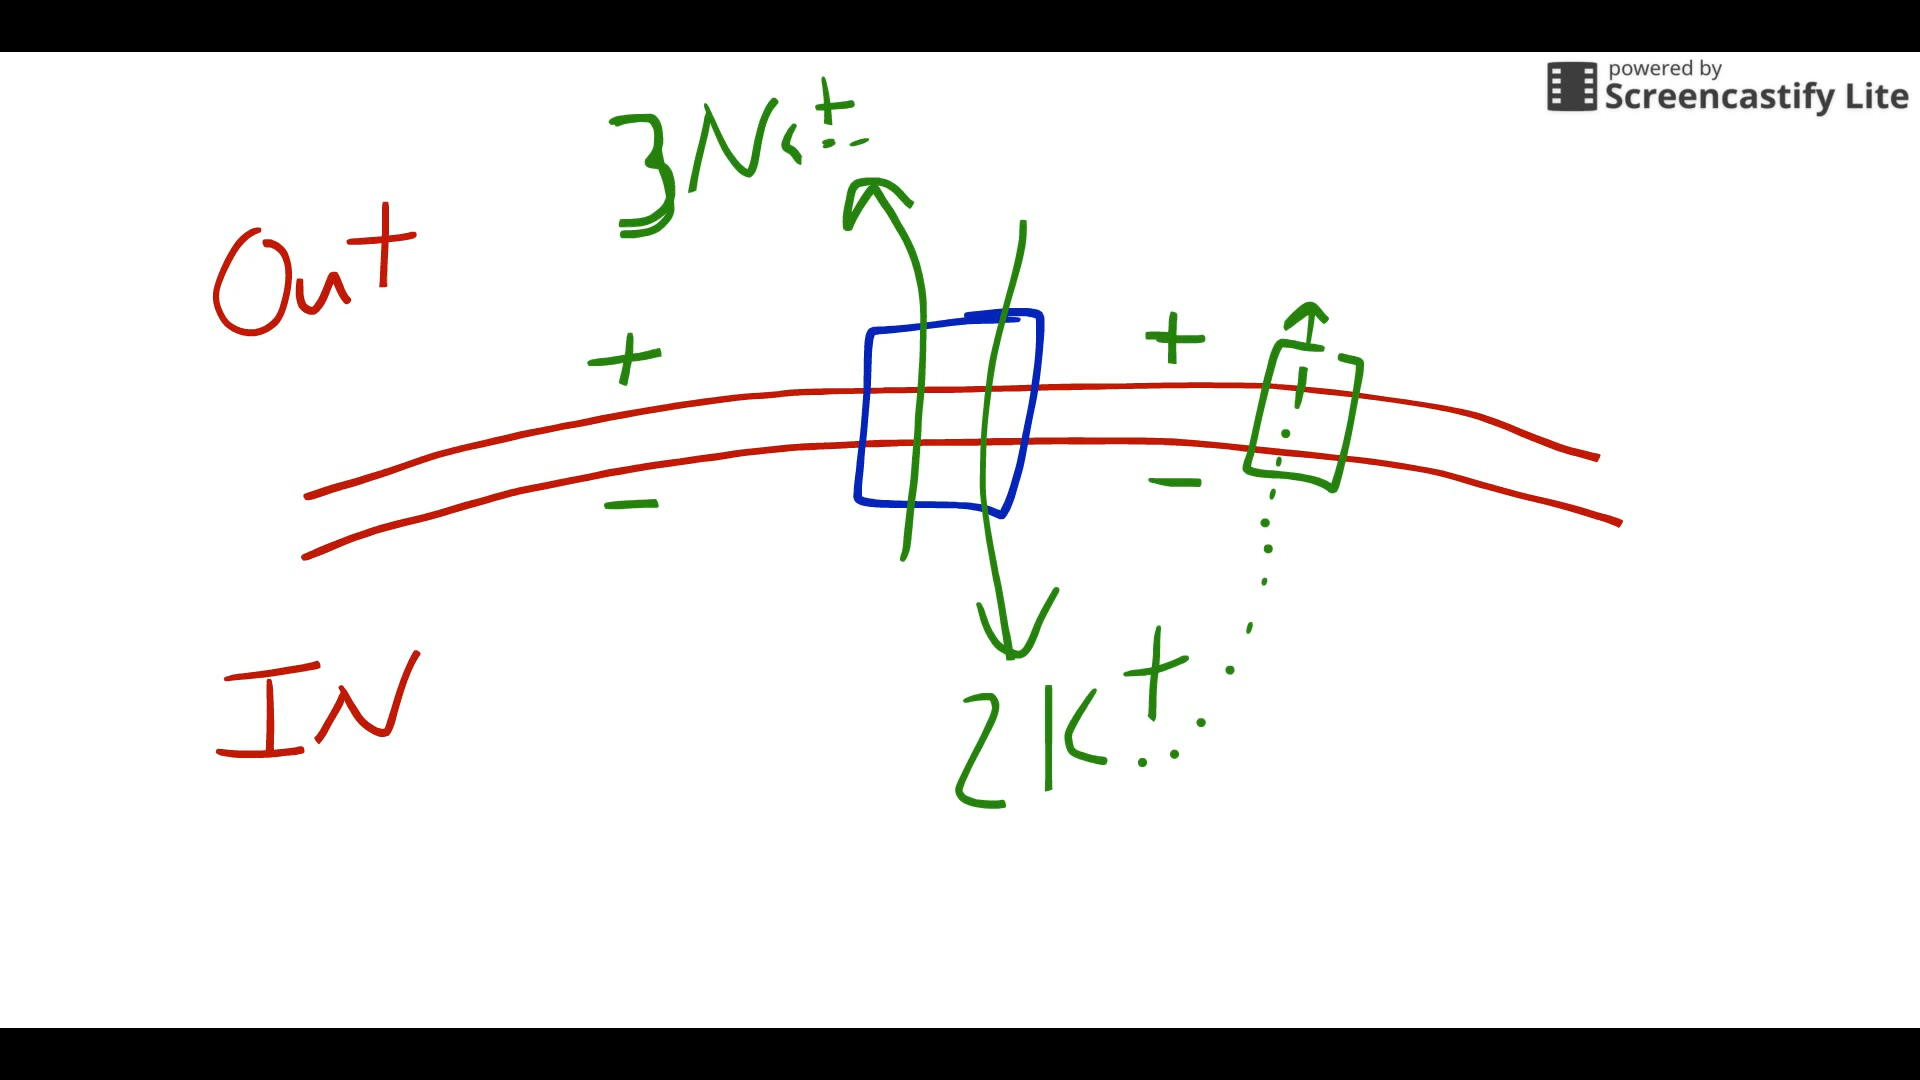 powered by
Screencastify Lite
3Na+
Out
+ +
- -
IN
2K+